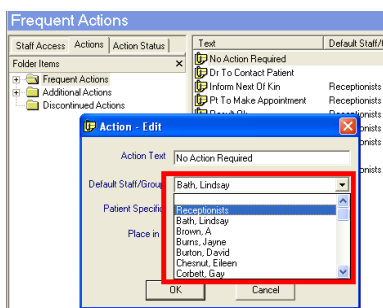 Frequent Actions
Staff Access Actions Action Status
Text Default Staff/
Folder Items ×
Frequent Actions
Additional Actions
Discontinued Actions
No Action Required
Dr To Contact Patient
Inform Next Of Kin Receptionists
Pt To Make Appointment Receptionists
Action - Edit
Action Text No Action Required
Default Staff/Group Bath, Lindsay
Patient Specific
Place in
Receptionists
Bath, Lindsay
Brown, A
Burns, Jayne
Burton, David
Chesnut, Eileen
Corbett, Gay
OK Cancel